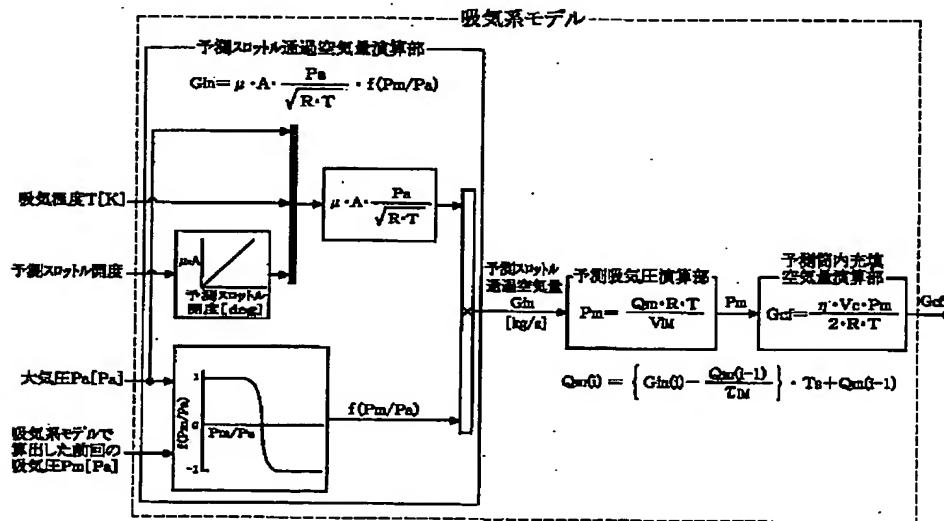 吸気系モデル
予測スロットル通過空気量演算部
Gin= μ・A・Pa/√R・T・f(Pm/Pa)
吸気温度T[K]
μ・A・Pa/√R・T
予測スロットル開度
μ・A
予測スロットル
開度[deg]
予測スロットル
通過空気量
Gin
[kg/s]
予測吸気圧演算部
Pm= Qm・R・T/VIM
Pm
予測筒内充填
空気量演算部
Gcf= η・Vc・Pm/2・R・T
Gcf
Qm(i) = {Gin(i)- Qm(i-1)/τIM}・Ts+Qm(i-1)
大気圧Pa[Pa]
吸気系モデルで
算出した前回の
吸気圧Pm[Pa]
f(Pm/Pa)
1
0
-1
Pm/Pa
f(Pm/Pa)